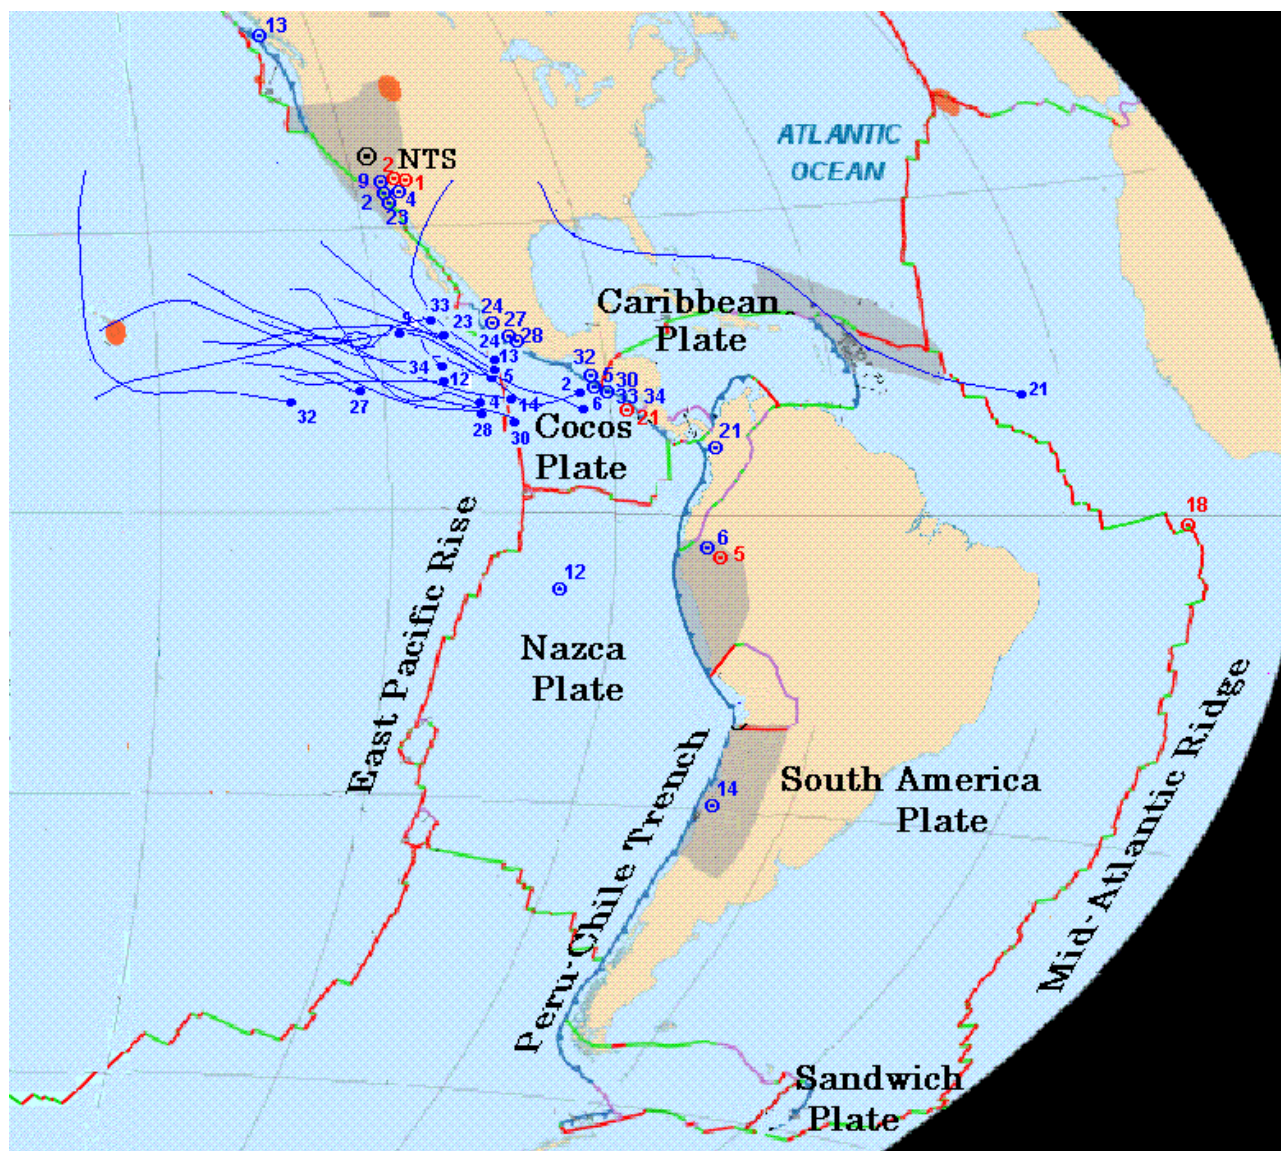 13
ATLANTIC
OCEAN
NTS
2
1
9
4
2
23
33
24
27
9
23
28
24
Caribbean
Plate
13
32
5
34
12
5
2
30
14
33
34
4
6
21
21
27
32
28
30
Cocos
Plate
21
18
6
5
12
East Pacific Rise
Nazca
Plate
Peru-Chile Trench
14
South America
Plate
Mid-Atlantic Ridge
Sandwich
Plate